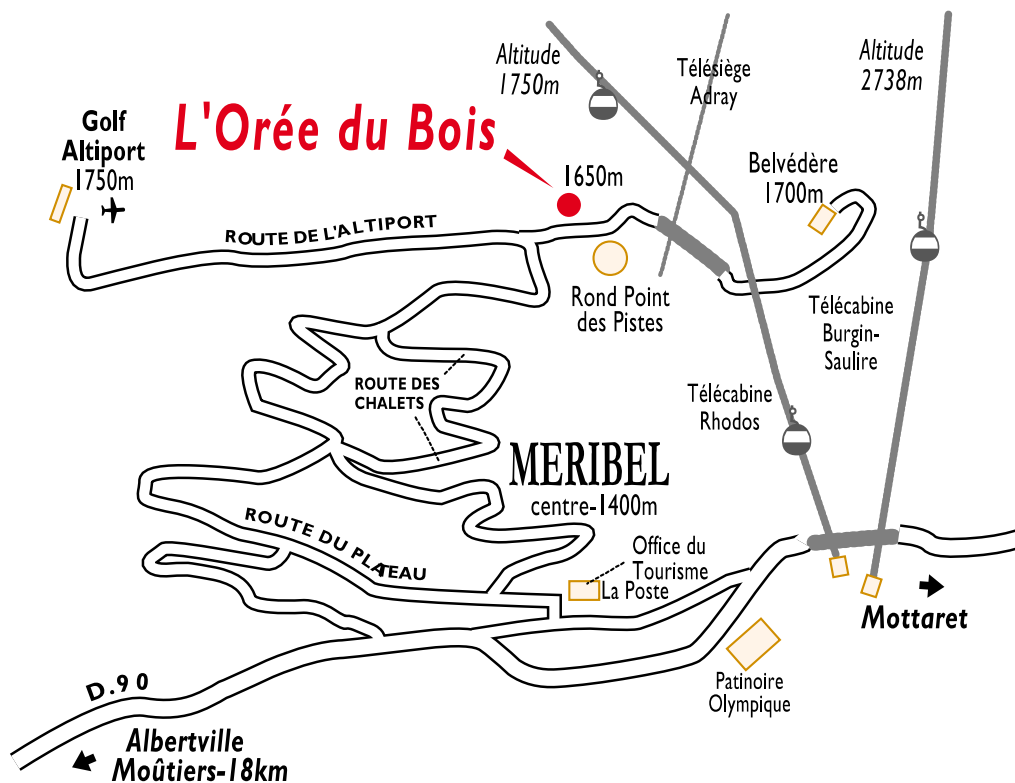 Altitude
1750m
Télésiège
Adray
Altitude
2738m
Golf
Altiport
1750m
L'Orée du Bois
1650m
Belvédère
1700m
ROUTE DE L'ALTIPORT
Rond Point
des Pistes
Télécabine
Burgin-
Saulire
ROUTE DES
CHALETS
Télécabine
Rhodos
MERIBEL
centre-1400m
ROUTE DU PLATEAU
Office du
Tourisme
La Poste
Mottaret
Patinoire
Olympique
D.90
Albertville
Moûtiers-18km